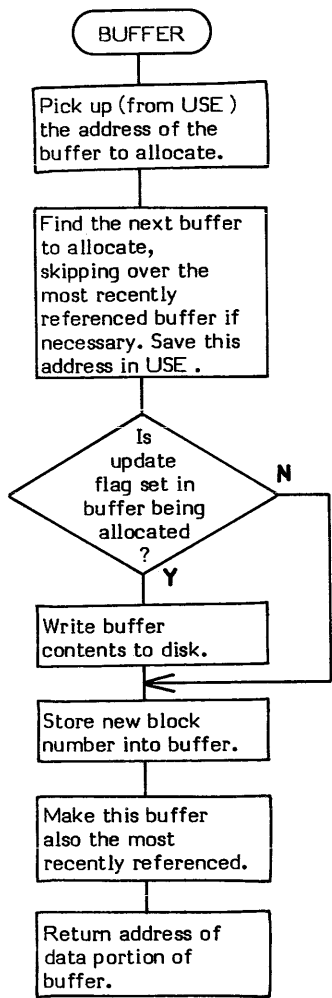 BUFFER
Pick up (from USE )
the address of the
buffer to allocate.
Find the next buffer
to allocate,
skipping over the
most recently
referenced buffer if
necessary. Save this
address in USE .
Is
update
flag set in
buffer being
allocated
?
N
Y
Write buffer
contents to disk.
Store new block
number into buffer.
Make this buffer
also the most
recently referenced.
Return address of
data portion of
buffer.